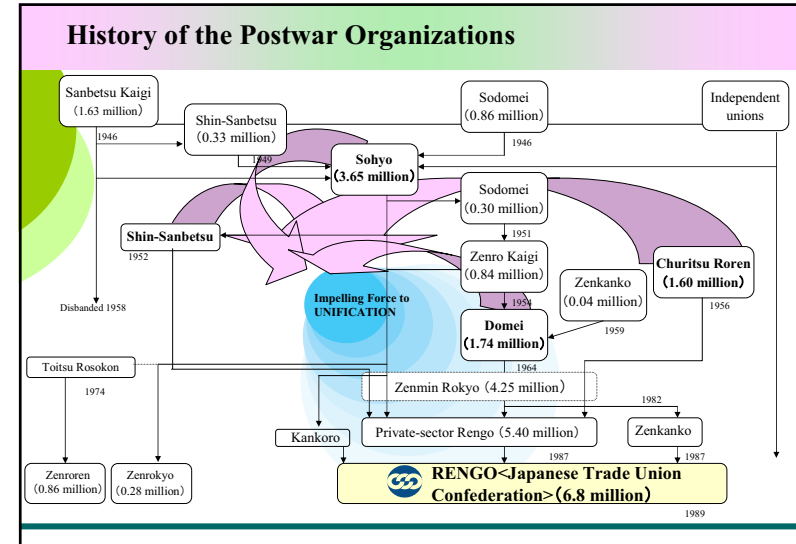 History of the Postwar Organizations
Sanbetsu Kaigi
（1.63 million）
1946
Shin-Sanbetsu
（0.33 million）
1949
Sodomei
（0.86 million）
1946
Independent
unions
Sohyo
（3.65 million）
Sodomei
（0.30 million）
1951
Shin-Sanbetsu
1952
Zenro Kaigi
（0.84 million）
1954
Churitsu Roren
（1.60 million）
1956
Zenkanko
（0.04 million）
1959
Disbanded 1958
Impelling Force to
UNIFICATION
Domei
（1.74 million）
1964
Toitsu Rosokon
1974
Zenmin Rokyo（4.25 million）
1982
Kankoro
Private-sector Rengo（5.40 million）
1987
Zenkanko
1987
Zenroren
（0.86 million）
Zenrokyo
（0.28 million）
RENGO<Japanese Trade Union
Confederation>（6.8 million）
1989